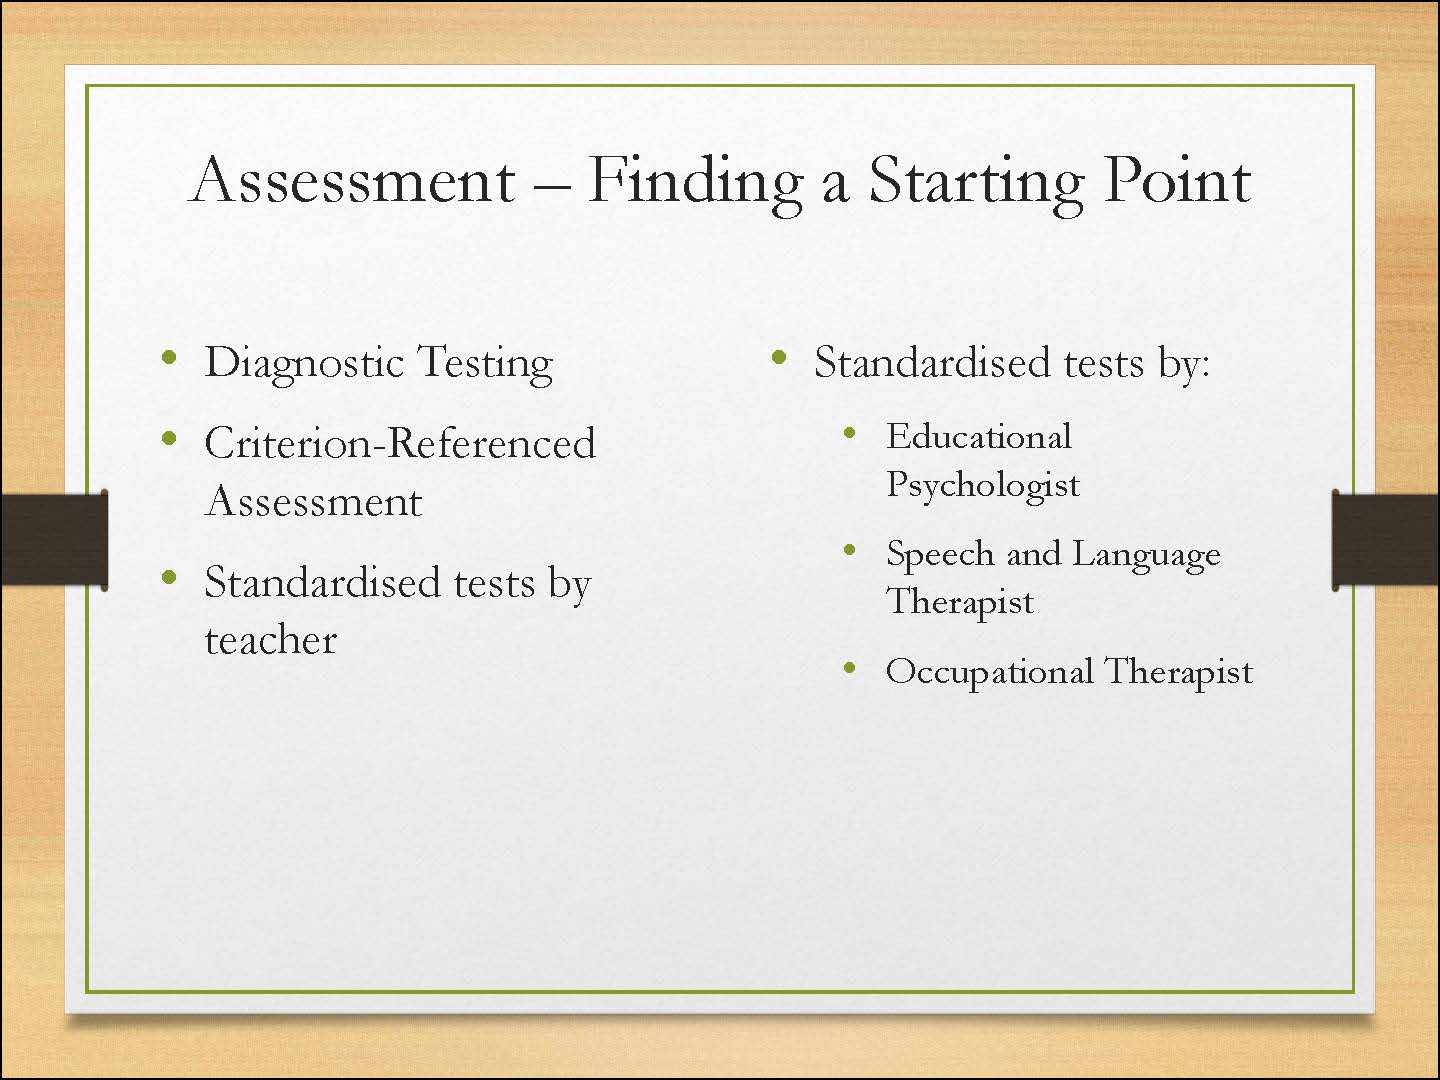 Assessment – Finding a Starting Point
• Diagnostic Testing
• Criterion-Referenced
Assessment
• Standardised tests by
teacher
• Standardised tests by:
• Educational
Psychologist
• Speech and Language
Therapist
• Occupational Therapist